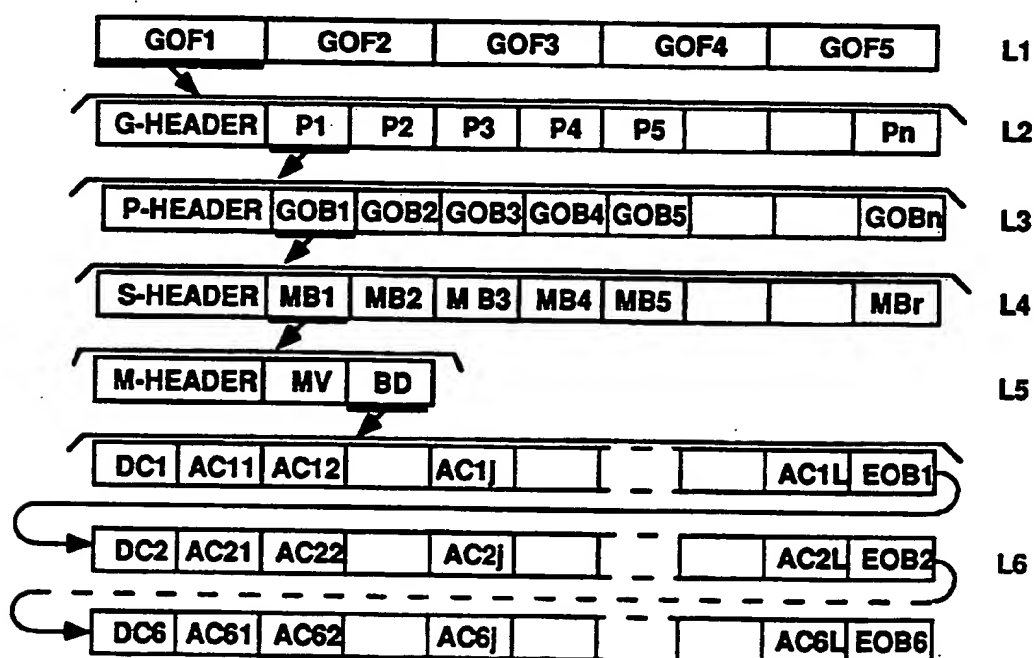 GOF1 GOF2 GOF3 GOF4 GOF5 L1
G-HEADER P1 P2 P3 P4 P5 Pn L2
P-HEADER GOB1 GOB2 GOB3 GOB4 GOB5 GOBn L3
S-HEADER MB1 MB2 M B3 MB4 MB5 MBr L4
M-HEADER MV BD L5
DC1 AC11 AC12 AC1j AC1L EOB1
DC2 AC21 AC22 AC2j AC2L EOB2 L6
DC6 AC61 AC62 AC6j AC6L EOB6